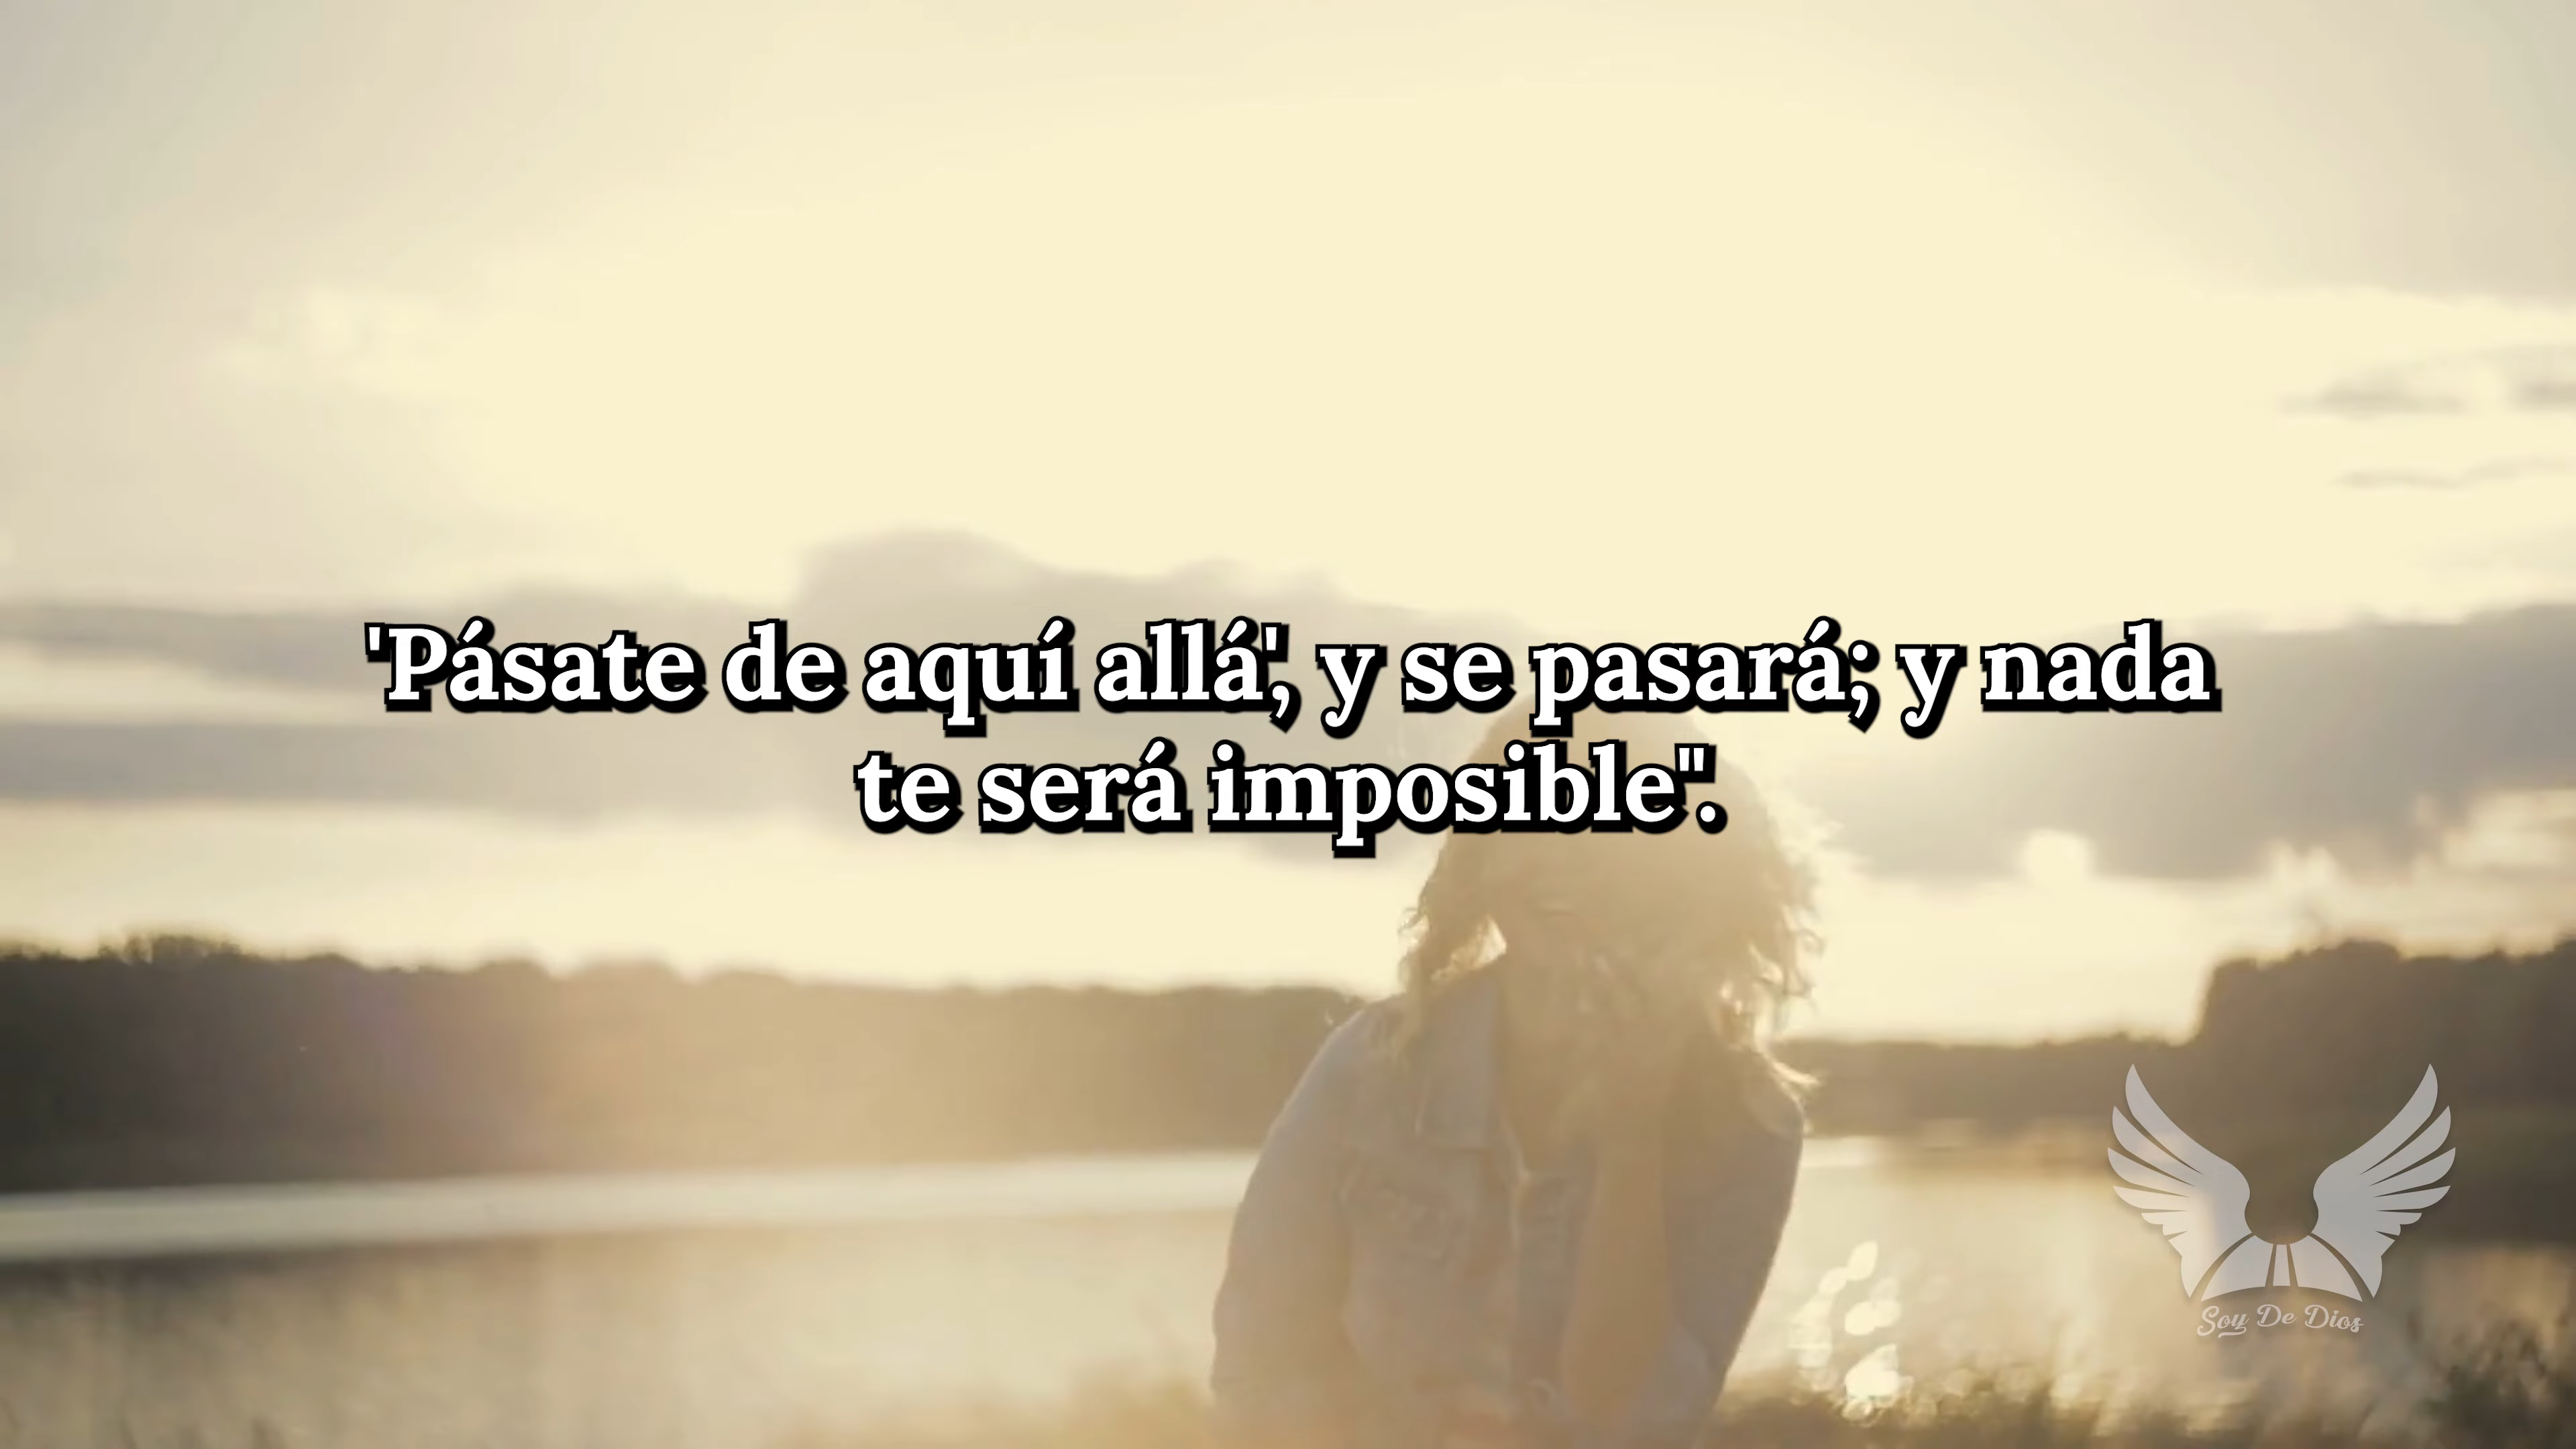 'Pásate de aquí allá', y se pasará; y nada
te será imposible".
Soy De Dios